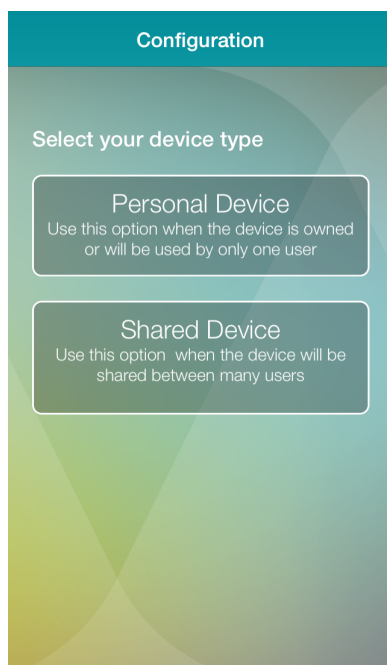 Configuration
Select your device type
Personal Device
Use this option when the device is owned
or will be used by only one user
Shared Device
Use this option  when the device will be
shared between many users